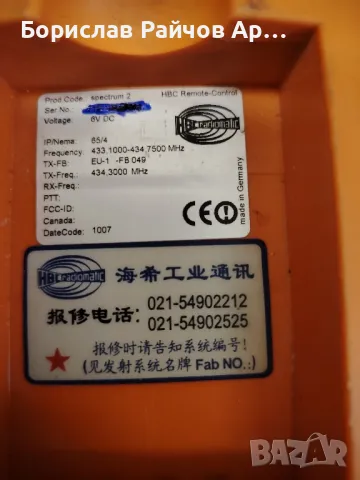 Борислав Райчов Ар...
Prod.Code: spectrum 2 HBC Remote-Control
Ser No.:
Voltage: 6V DC
HBC radiomatic
IP/Nema: 65/4
Frequency: 433.1000-434.7500 MHz
TX-FB: EU-1 -FB 049
TX-Freq.: 434.3000 MHz
RX-Freq.:
PTT:
FCC-ID:
Canada:
DateCode: 1007
CE
made in Germany
HBC radiomatic
海希工业通讯
报修电话: 021-54902212
021-54902525
报修时请告知系统编号!
(见发射系统名牌 Fab NO.:)
BAZAR